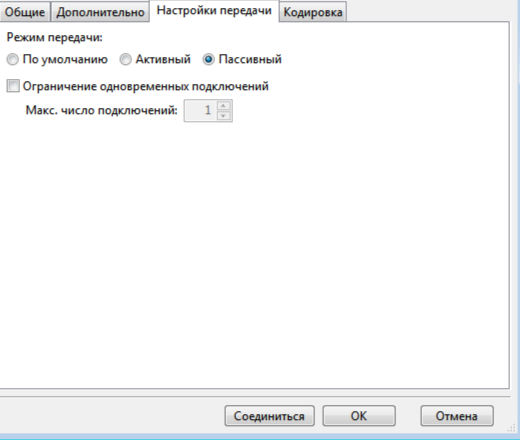 Общие Дополнительно Настройки передачи Кодировка
Режим передачи:
По умолчанию Активный Пассивный
Ограничение одновременных подключений
Макс. число подключений: 1
Соединиться OK Отмена